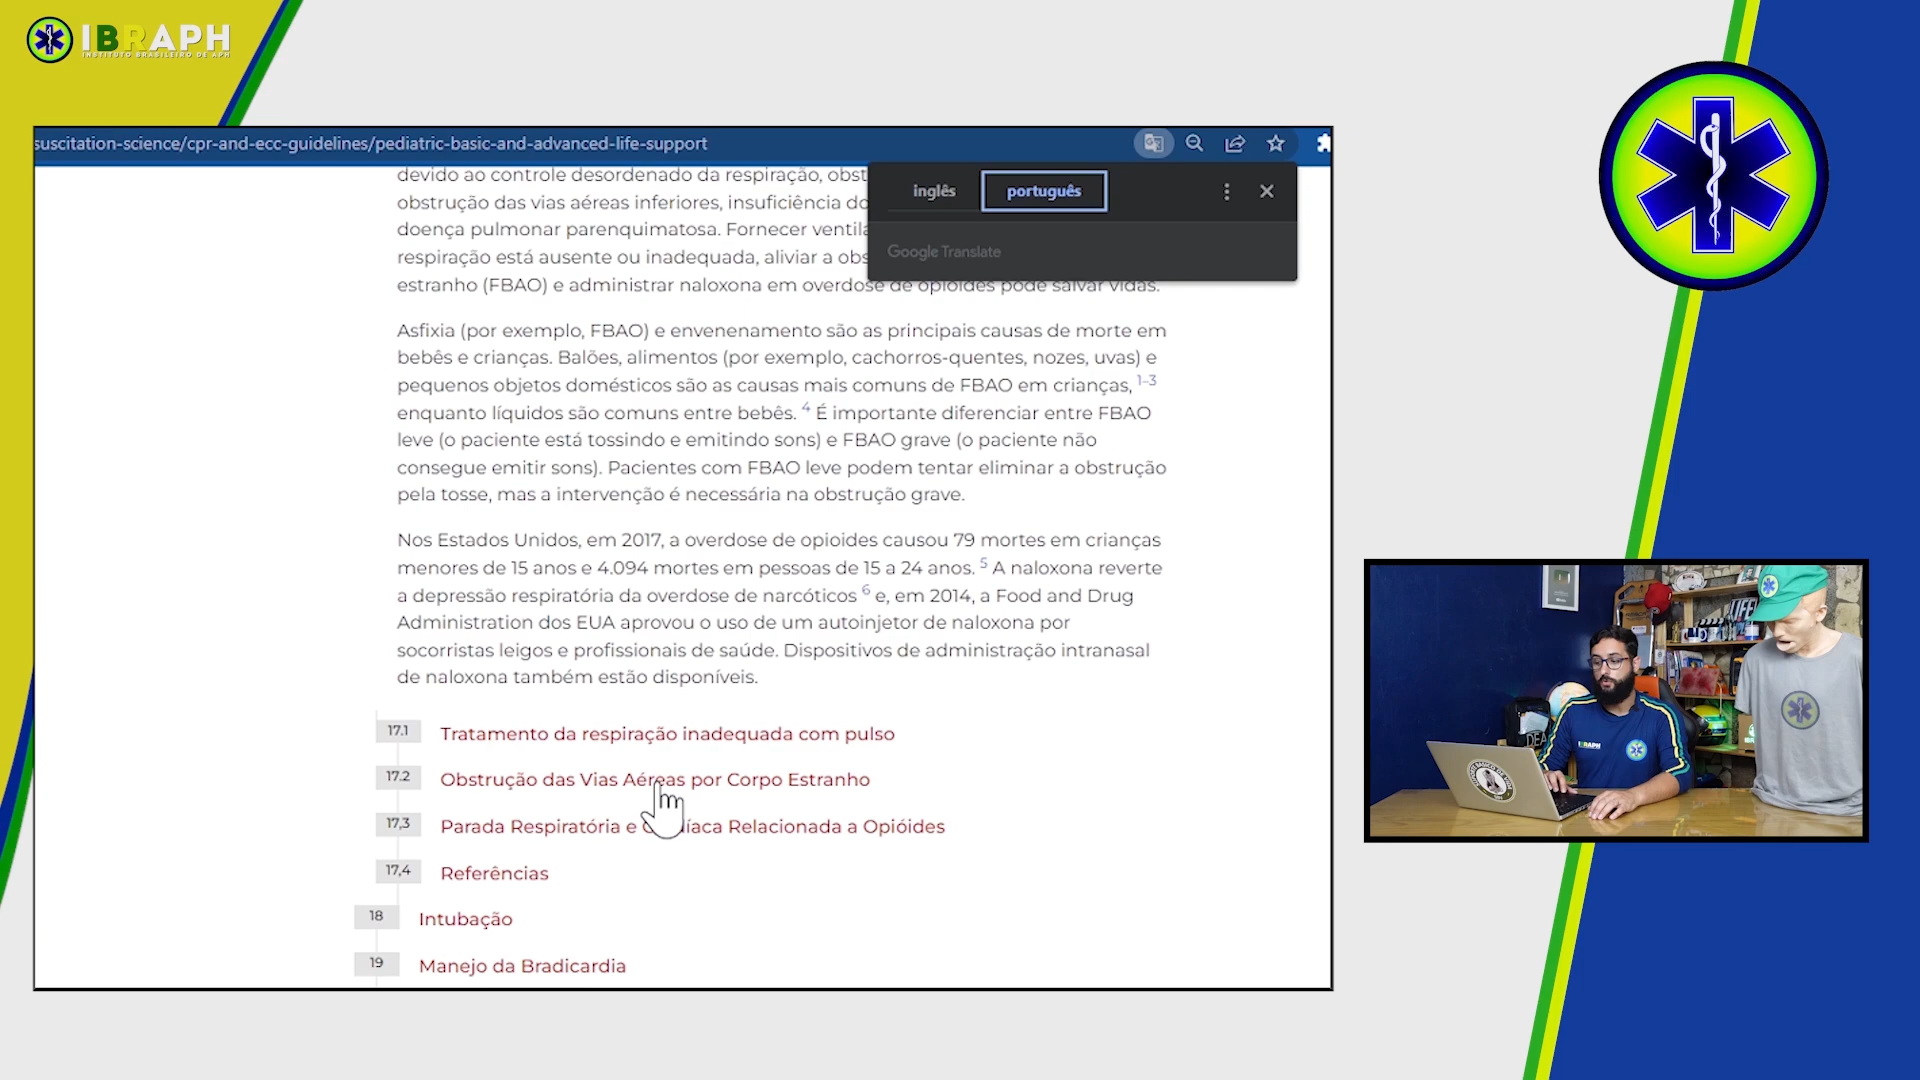 IBRAPH
INSTITUTO BRASILEIRO DE APH
suscitation-science/cpr-and-ecc-guidelines/pediatric-basic-and-advanced-life-support
inglês português
Google Translate
devido ao controle desordenado da respiração, obst
obstrução das vias aéreas inferiores, insuficiência do
doença pulmonar parenquimatosa. Fornecer ventila
respiração está ausente ou inadequada, aliviar a obs
estranho (FBAO) e administrar naloxona em overdose de opioides pode salvar vidas.
Asfixia (por exemplo, FBAO) e envenenamento são as principais causas de morte em
bebês e crianças. Balões, alimentos (por exemplo, cachorros-quentes, nozes, uvas) e
pequenos objetos domésticos são as causas mais comuns de FBAO em crianças, 1-3
enquanto líquidos são comuns entre bebês. 4 É importante diferenciar entre FBAO
leve (o paciente está tossindo e emitindo sons) e FBAO grave (o paciente não
consegue emitir sons). Pacientes com FBAO leve podem tentar eliminar a obstrução
pela tosse, mas a intervenção é necessária na obstrução grave.
Nos Estados Unidos, em 2017, a overdose de opioides causou 79 mortes em crianças
menores de 15 anos e 4.094 mortes em pessoas de 15 a 24 anos. 5 A naloxona reverte
a depressão respiratória da overdose de narcóticos 6 e, em 2014, a Food and Drug
Administration dos EUA aprovou o uso de um autoinjetor de naloxona por
socorristas leigos e profissionais de saúde. Dispositivos de administração intranasal
de naloxona também estão disponíveis.
17.1 Tratamento da respiração inadequada com pulso
17.2 Obstrução das Vias Aéreas por Corpo Estranho
17,3 Parada Respiratória e Cardíaca Relacionada a Opióides
17,4 Referências
18 Intubação
19 Manejo da Bradicardia
IBRAPH
DEA